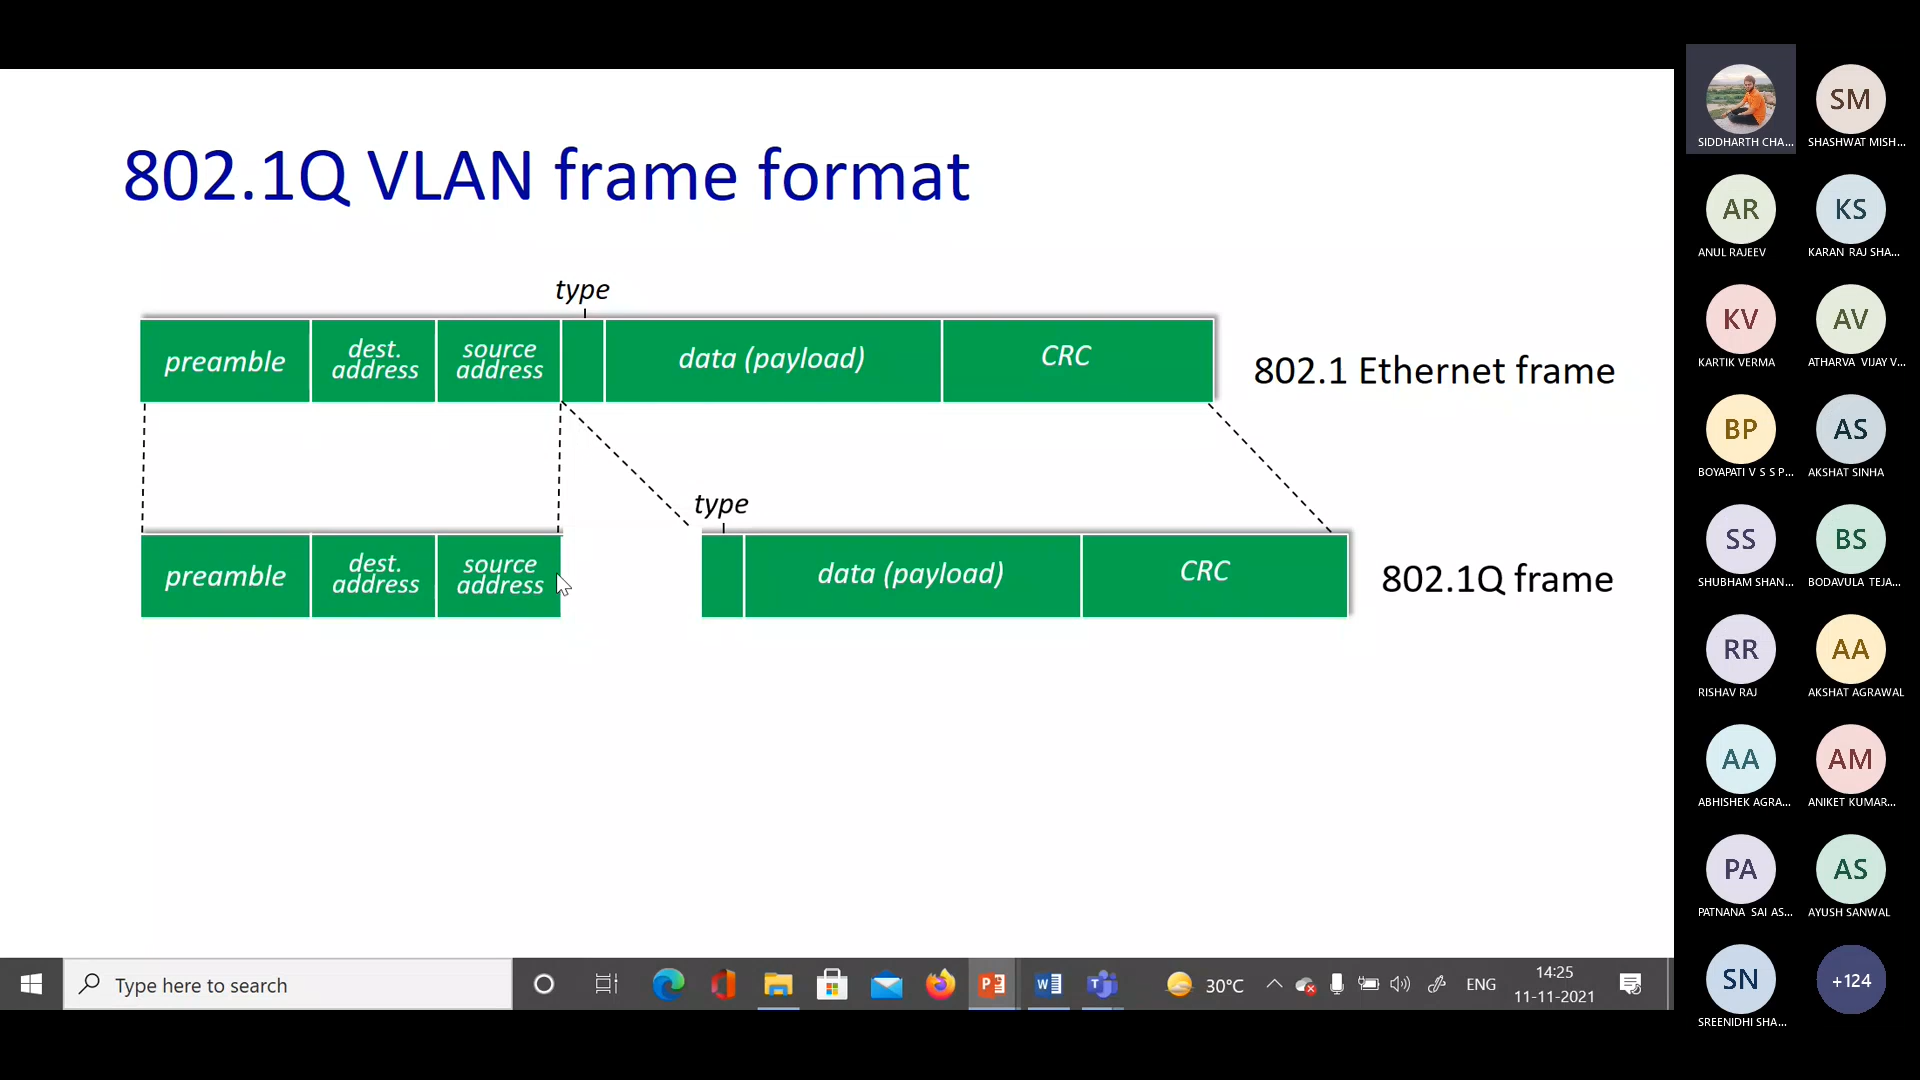 802.1Q VLAN frame format
type
preamble
dest.
address
source
address
data (payload)
CRC
802.1 Ethernet frame
type
preamble
dest.
address
source
address
data (payload)
CRC
802.1Q frame
SIDDHARTH CHA...
SM
SHASHWAT MISH...
AR
ANUL RAJEEV
KS
KARAN RAJ SHA...
KV
KARTIK VERMA
AV
ATHARVA VIJAY V...
BP
BOYAPATI V S S P...
AS
AKSHAT SINHA
SS
SHUBHAM SHAN...
BS
BODAVULA TEJA...
RR
RISHAV RAJ
AA
AKSHAT AGRAWAL
AA
ABHISHEK AGRA...
AM
ANIKET KUMAR...
PA
PATNANA SAI AS...
AS
AYUSH SANWAL
SN
SREENIDHI SHA...
+124
Type here to search
30°C
ENG
14:25
11-11-2021